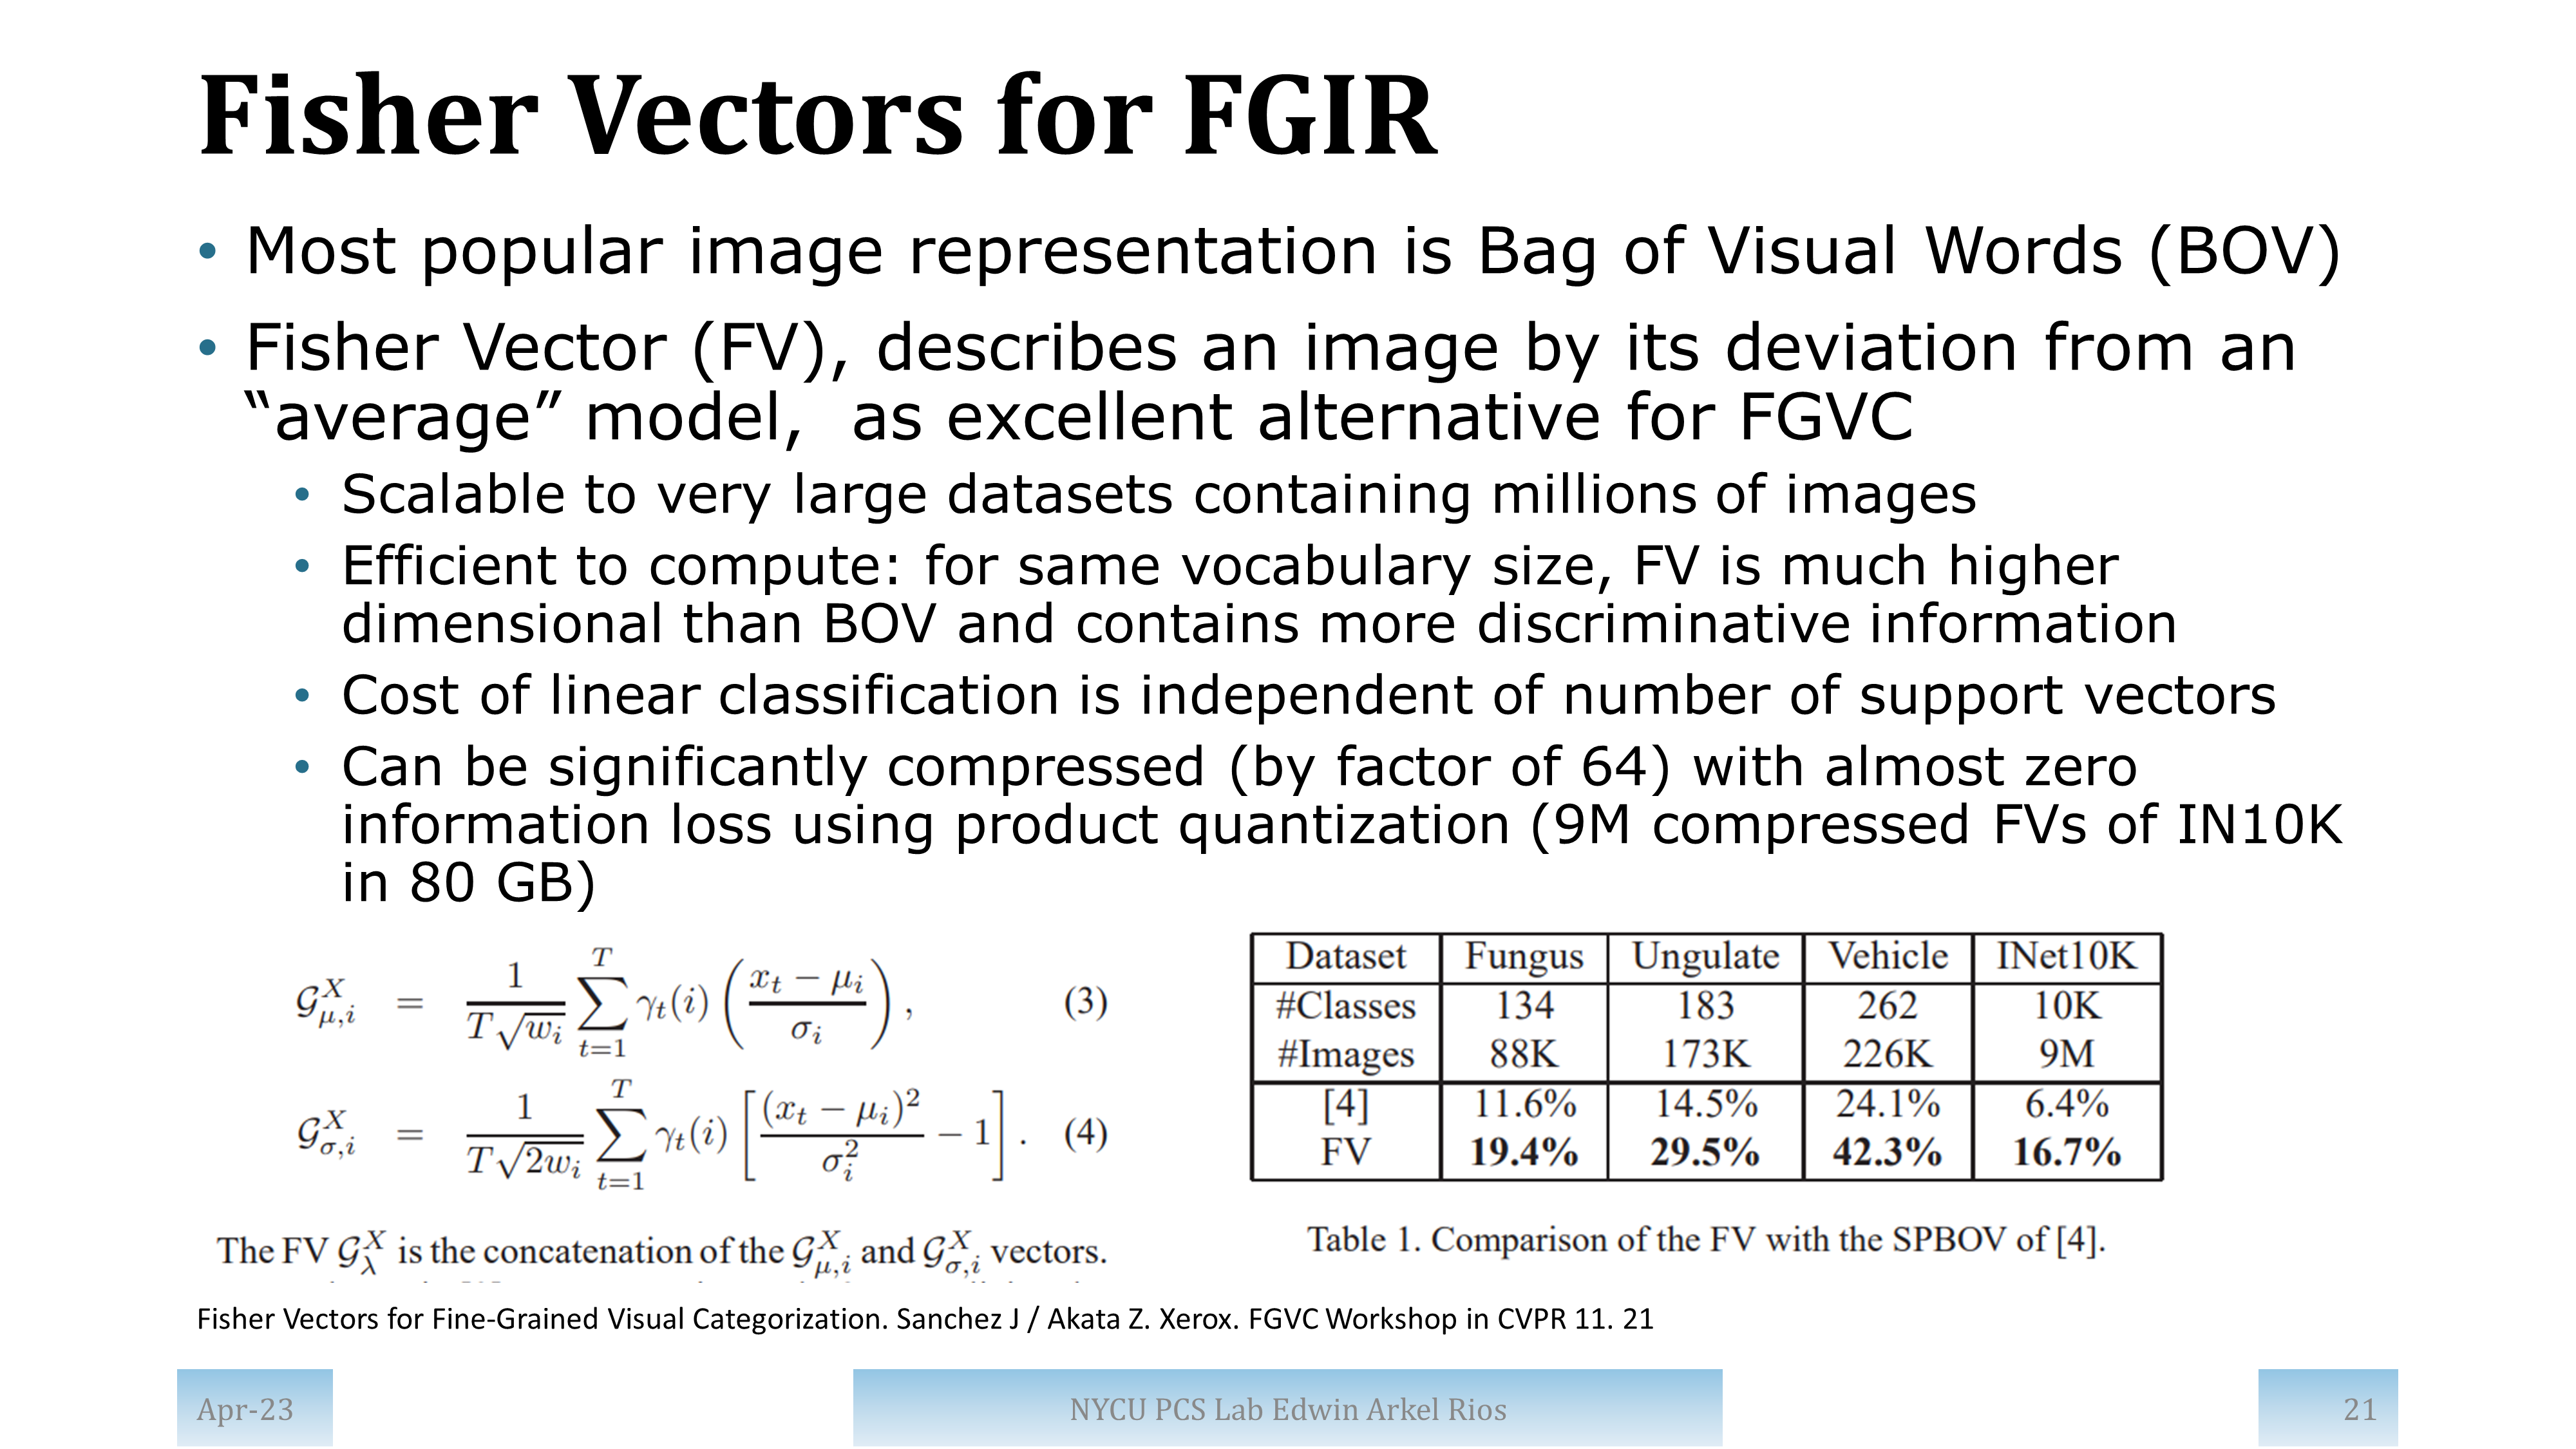 Fisher Vectors for FGIR
• Most popular image representation is Bag of Visual Words (BOV)
• Fisher Vector (FV), describes an image by its deviation from an
“average” model,  as excellent alternative for FGVC
• Scalable to very large datasets containing millions of images
• Efficient to compute: for same vocabulary size, FV is much higher
dimensional than BOV and contains more discriminative information
• Cost of linear classification is independent of number of support vectors
• Can be significantly compressed (by factor of 64) with almost zero
information loss using product quantization (9M compressed FVs of IN10K
in 80 GB)
$\mathcal{G}^X_{\mu,i} = \frac{1}{T\sqrt{w_i}} \sum_{t=1}^{T} \gamma_t(i) \left( \frac{x_t - \mu_i}{\sigma_i} \right),$ (3)
$\mathcal{G}^X_{\sigma,i} = \frac{1}{T\sqrt{2w_i}} \sum_{t=1}^{T} \gamma_t(i) \left[ \frac{(x_t - \mu_i)^2}{\sigma_i^2} - 1 \right].$ (4)
The FV $\mathcal{G}^X_\lambda$ is the concatenation of the $\mathcal{G}^X_{\mu,i}$ and $\mathcal{G}^X_{\sigma,i}$ vectors.
Dataset Fungus Ungulate Vehicle INet10K
#Classes 134 183 262 10K
#Images 88K 173K 226K 9M
[4] 11.6% 14.5% 24.1% 6.4%
FV 19.4% 29.5% 42.3% 16.7%
Table 1. Comparison of the FV with the SPBOV of [4].
Fisher Vectors for Fine-Grained Visual Categorization. Sanchez J / Akata Z. Xerox. FGVC Workshop in CVPR 11. 21
Apr-23
NYCU PCS Lab Edwin Arkel Rios
21